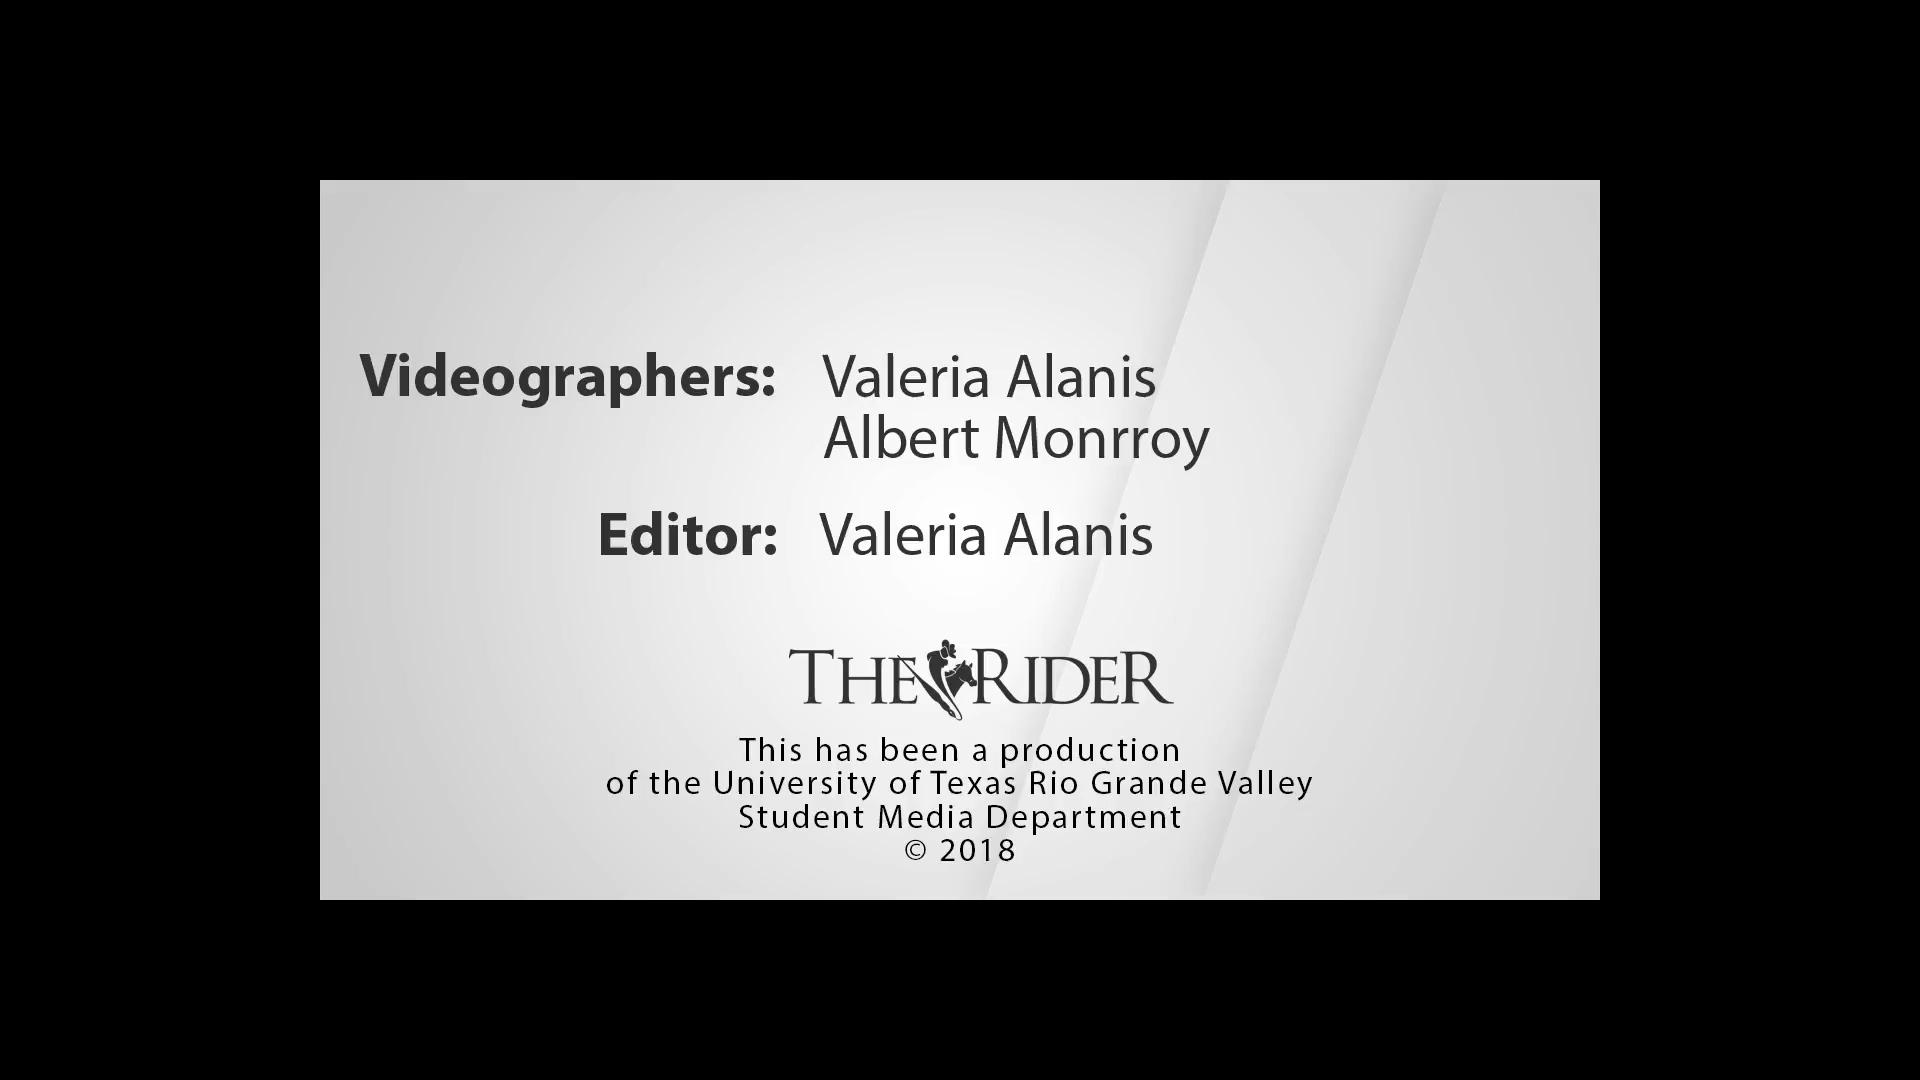 Videographers: Valeria Alanis
Albert Monrroy
Editor: Valeria Alanis
THE RIDER
This has been a production
of the University of Texas Rio Grande Valley
Student Media Department
© 2018